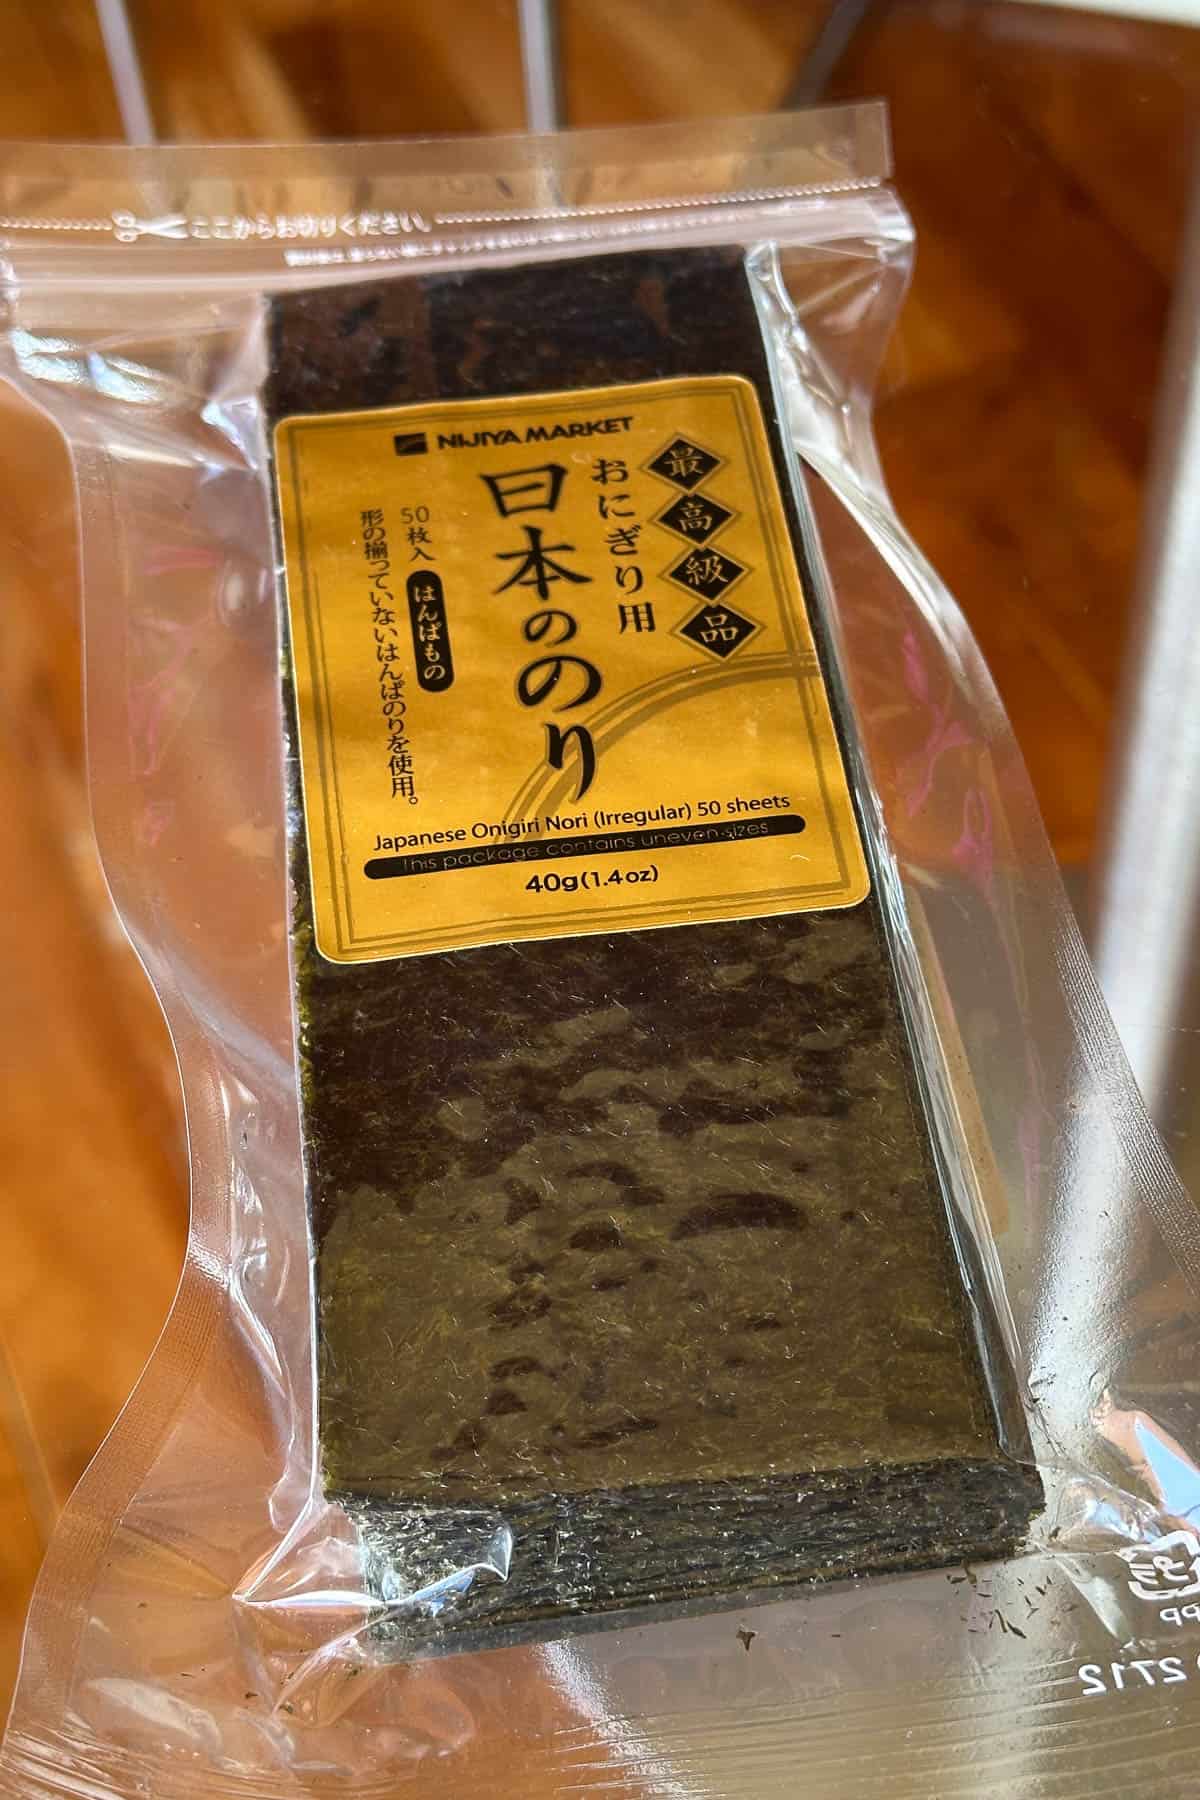 ここからお切りください。
NIJIYA MARKET
最高級品
おにぎり用
日本ののり
50枚入 はんぱもの
形の揃っていないはんぱのりを使用。
Japanese Onigiri Nori (Irregular) 50 sheets
This package contains uneven sizes
40g(1.4oz)
2712